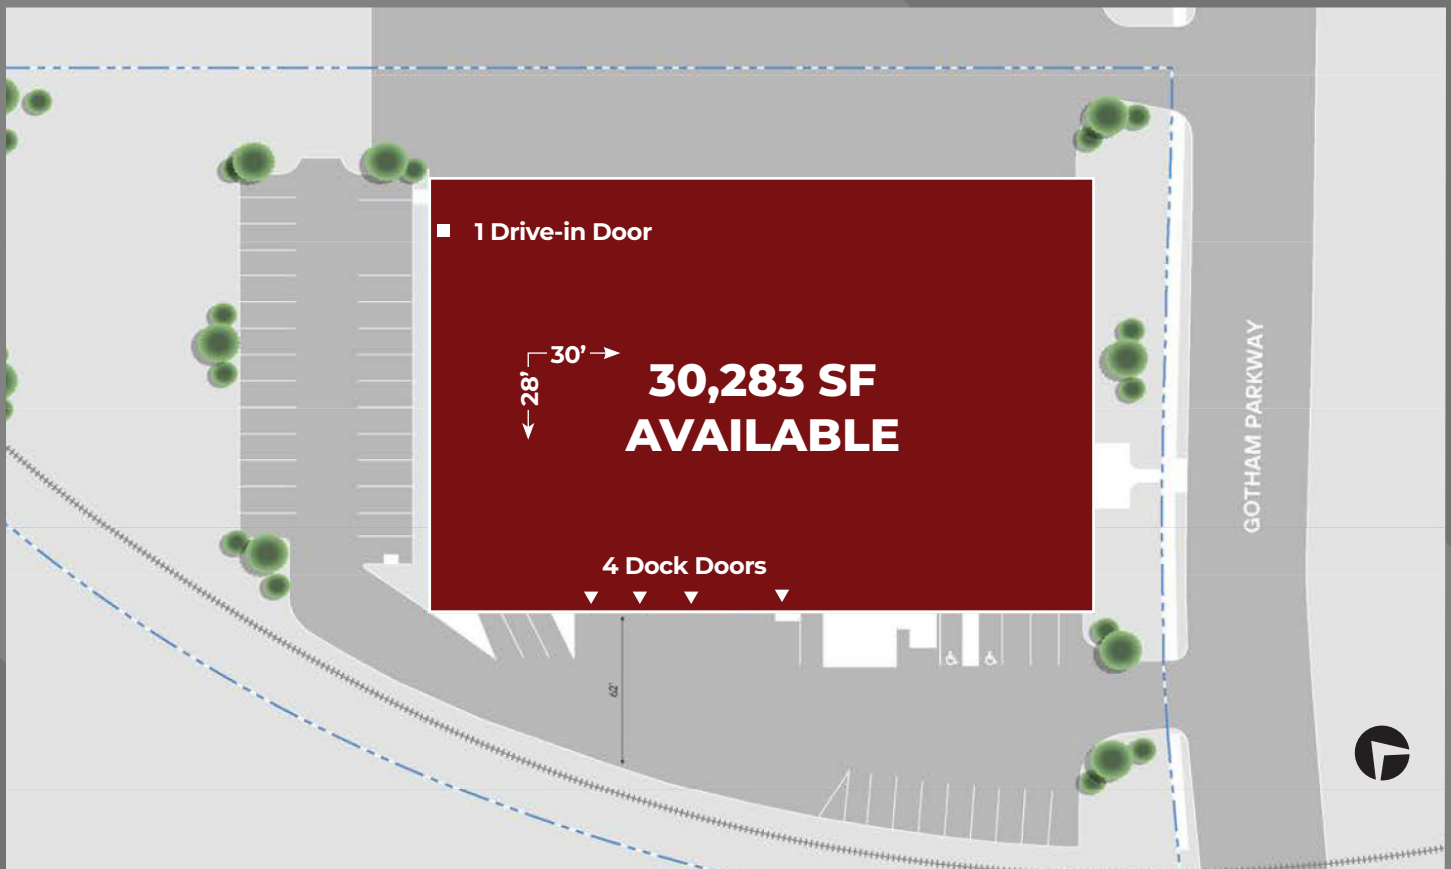 1 Drive-in Door
30’
28’
30,283 SF
AVAILABLE
GOTHAM PARKWAY
4 Dock Doors
62'